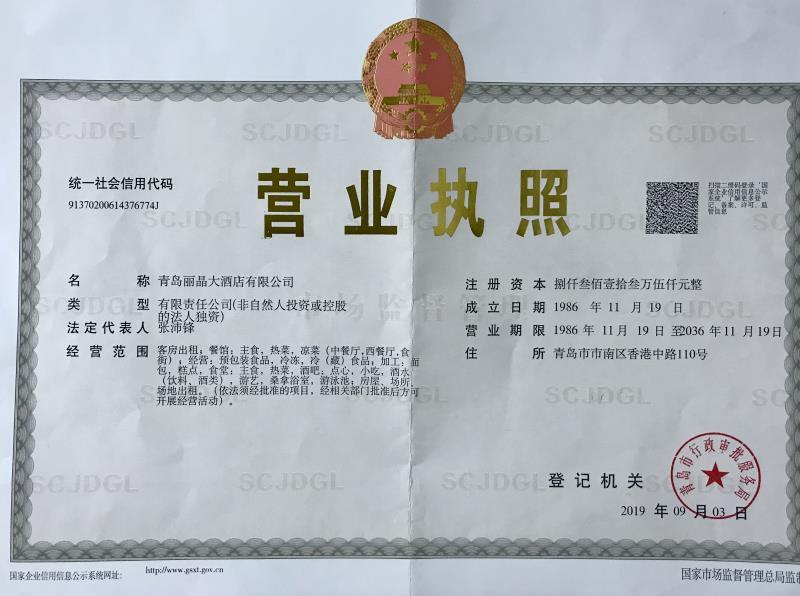 营业执照
统一社会信用代码
91370200614376774J
扫描二维码登录‘国
家企业信用信息公示
系统’了解更多登
记、备案、许可、监
管信息
名称 青岛丽晶大酒店有限公司
类型 有限责任公司(非自然人投资或控股
的法人独资)
法定代表人 张沛锋
经营范围 客房出租;餐馆:主食,热菜,凉菜(中餐厅,西餐厅,食
街);经营:预包装食品,冷冻,冷(藏)食品;加工:面
包,糕点,食堂:主食,热菜,酒吧:点心,小吃,酒水,
(饮料、酒类),游艺,桑拿浴室,游泳池;房屋、场所、
场地出租。(依法须经批准的项目,经相关部门批准后方可
开展经营活动)。
注册资本 捌仟叁佰壹拾叁万伍仟元整
成立日期 1986 年 11 月 19 日
营业期限 1986 年 11 月 19 日 至2036 年 11 月 19日
住所 青岛市市南区香港中路110号
登记机关
青岛市行政审批服务局
2019 年 09 月 03 日
国家企业信用信息公示系统网址: http://www.gsxt.gov.cn
国家市场监督管理总局监制
SCJDGL
市场监督管理